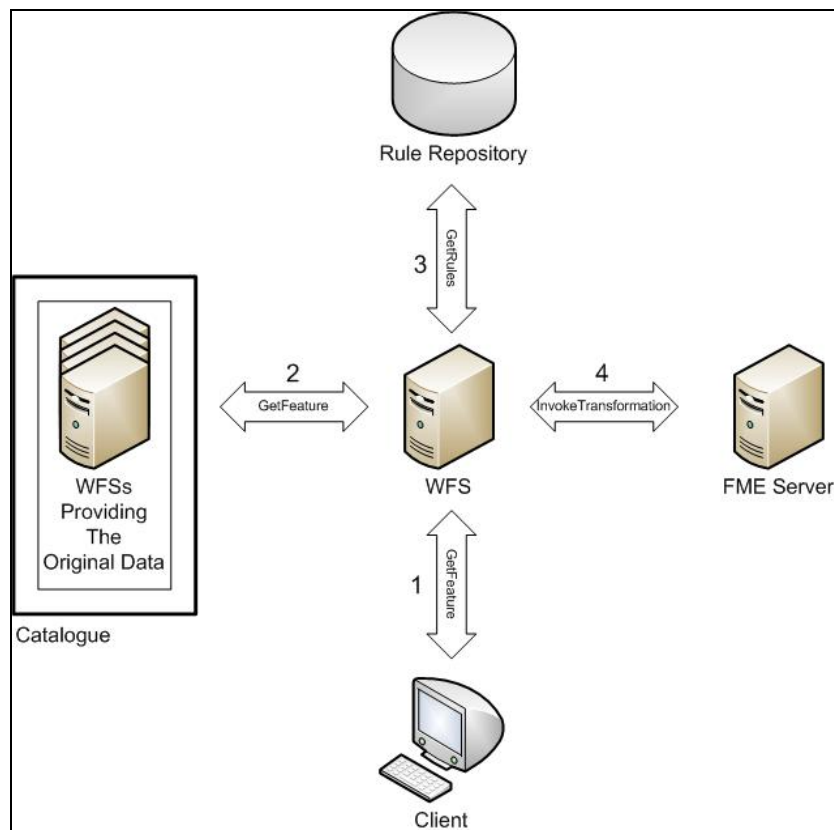 Rule Repository
3
GetRules
2
GetFeature
4
InvokeTransformation
WFSs
Providing
The
Original Data
WFS
FME Server
1
GetFeature
Catalogue
Client